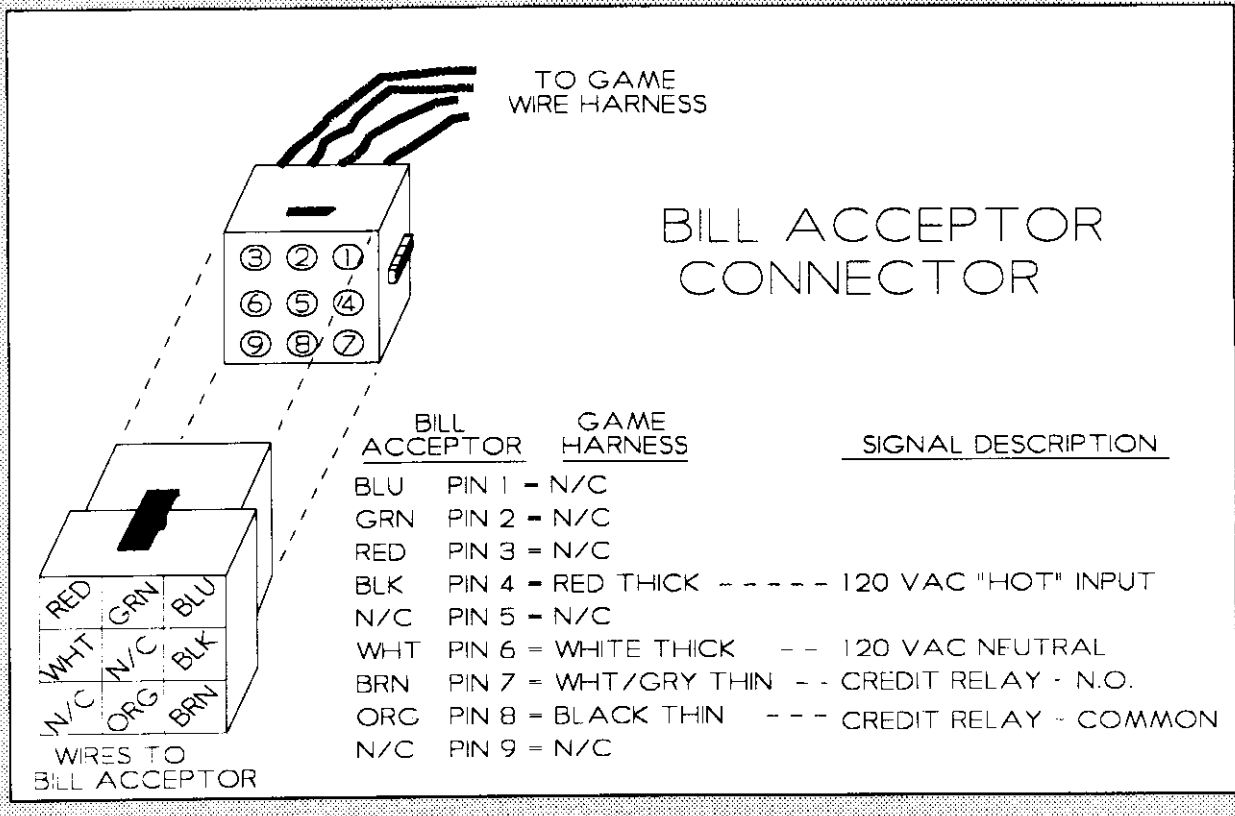 TO GAME
WIRE HARNESS
BILL ACCEPTOR
CONNECTOR
3 2 1
6 5 4
9 8 7
BILL ACCEPTOR GAME HARNESS SIGNAL DESCRIPTION
BLU PIN 1 = N/C
GRN PIN 2 = N/C
RED PIN 3 = N/C
BLK PIN 4 = RED THICK - - - - - 120 VAC "HOT" INPUT
N/C PIN 5 = N/C
WHT PIN 6 = WHITE THICK - - 120 VAC NEUTRAL
BRN PIN 7 = WHT/GRY THIN - - CREDIT RELAY - N.O.
ORG PIN 8 = BLACK THIN - - - CREDIT RELAY - COMMON
N/C PIN 9 = N/C
RED GRN BLU
WHT N/C BLK
N/C ORG BRN
WIRES TO
BILL ACCEPTOR